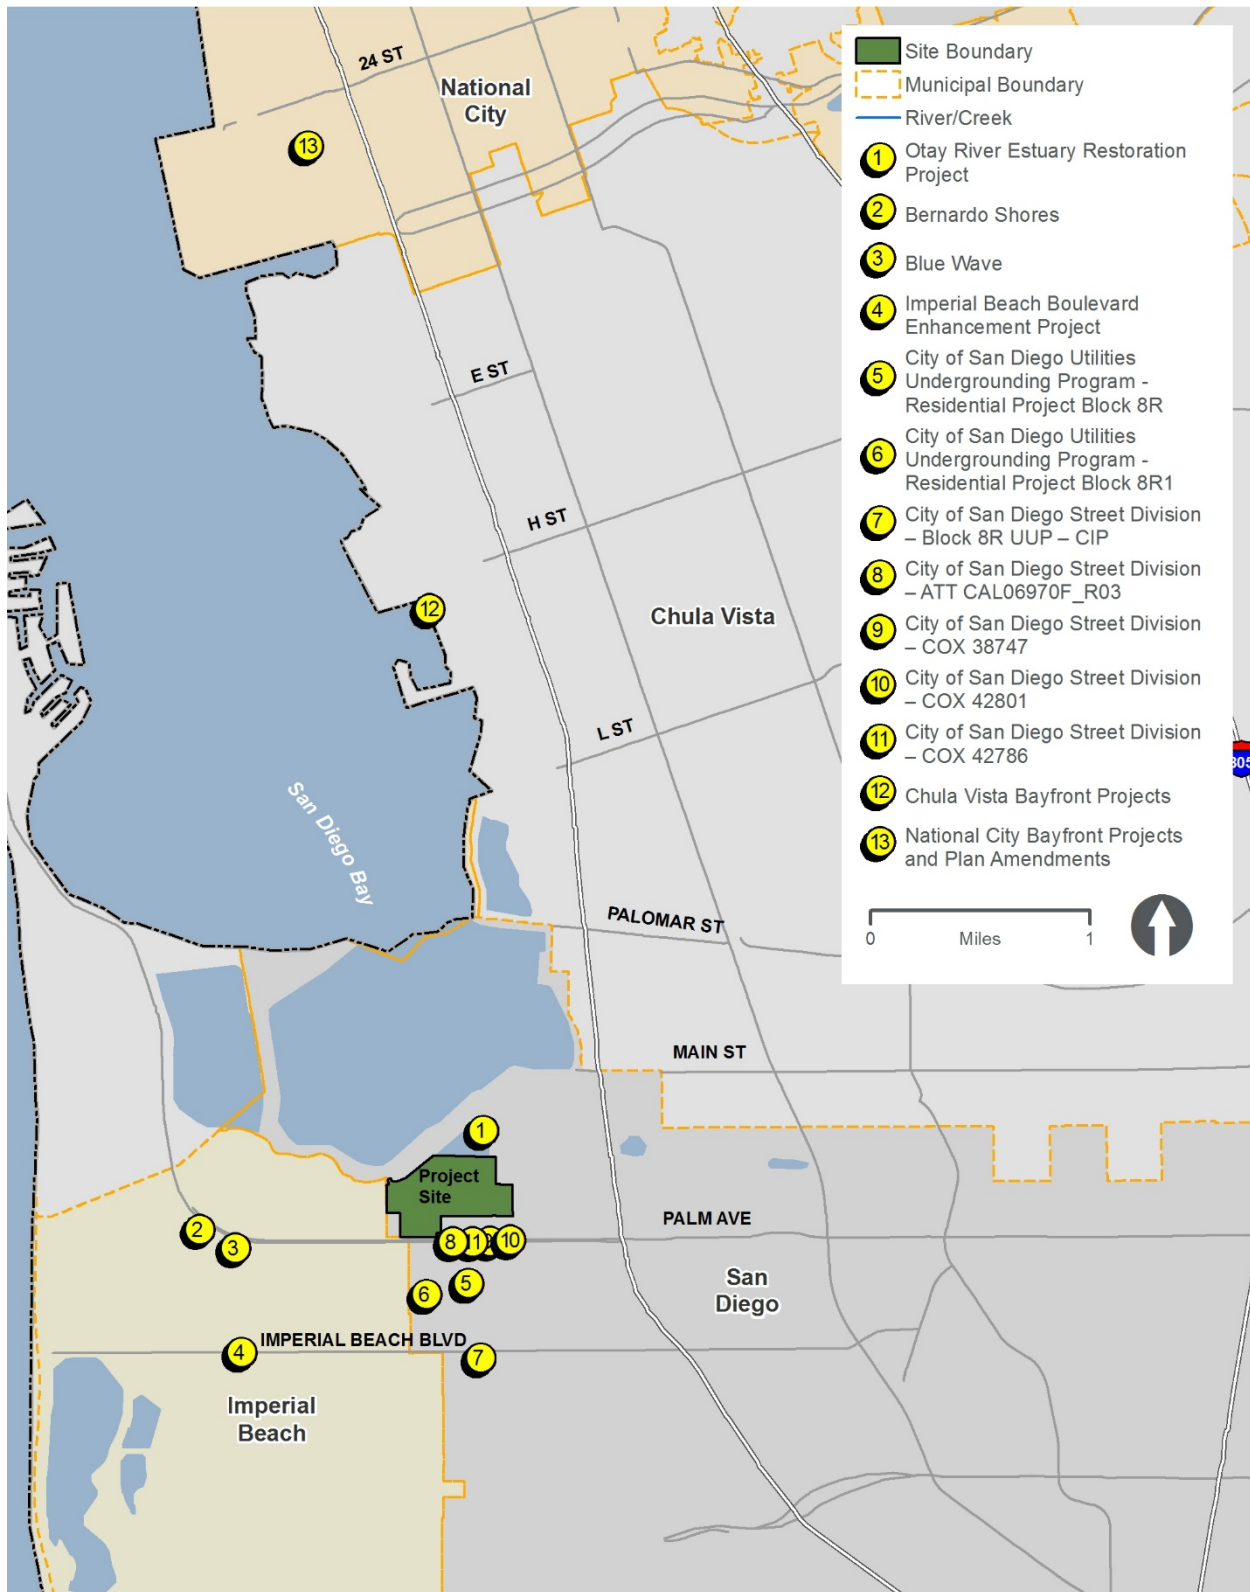 24 ST
National
City
13
E ST
H ST
12
Chula Vista
L ST
San Diego Bay
PALOMAR ST
MAIN ST
1
Project
Site
PALM AVE
2
3
8
11
9
10
5
6
San
Diego
IMPERIAL BEACH BLVD
4
7
Imperial
Beach
305
Site Boundary
Municipal Boundary
River/Creek
1 Otay River Estuary Restoration
Project
2 Bernardo Shores
3 Blue Wave
4 Imperial Beach Boulevard
Enhancement Project
5 City of San Diego Utilities
Undergrounding Program -
Residential Project Block 8R
6 City of San Diego Utilities
Undergrounding Program -
Residential Project Block 8R1
7 City of San Diego Street Division
– Block 8R UUP – CIP
8 City of San Diego Street Division
– ATT CAL06970F_R03
9 City of San Diego Street Division
– COX 38747
10 City of San Diego Street Division
– COX 42801
11 City of San Diego Street Division
– COX 42786
12 Chula Vista Bayfront Projects
13 National City Bayfront Projects
and Plan Amendments
0 Miles 1